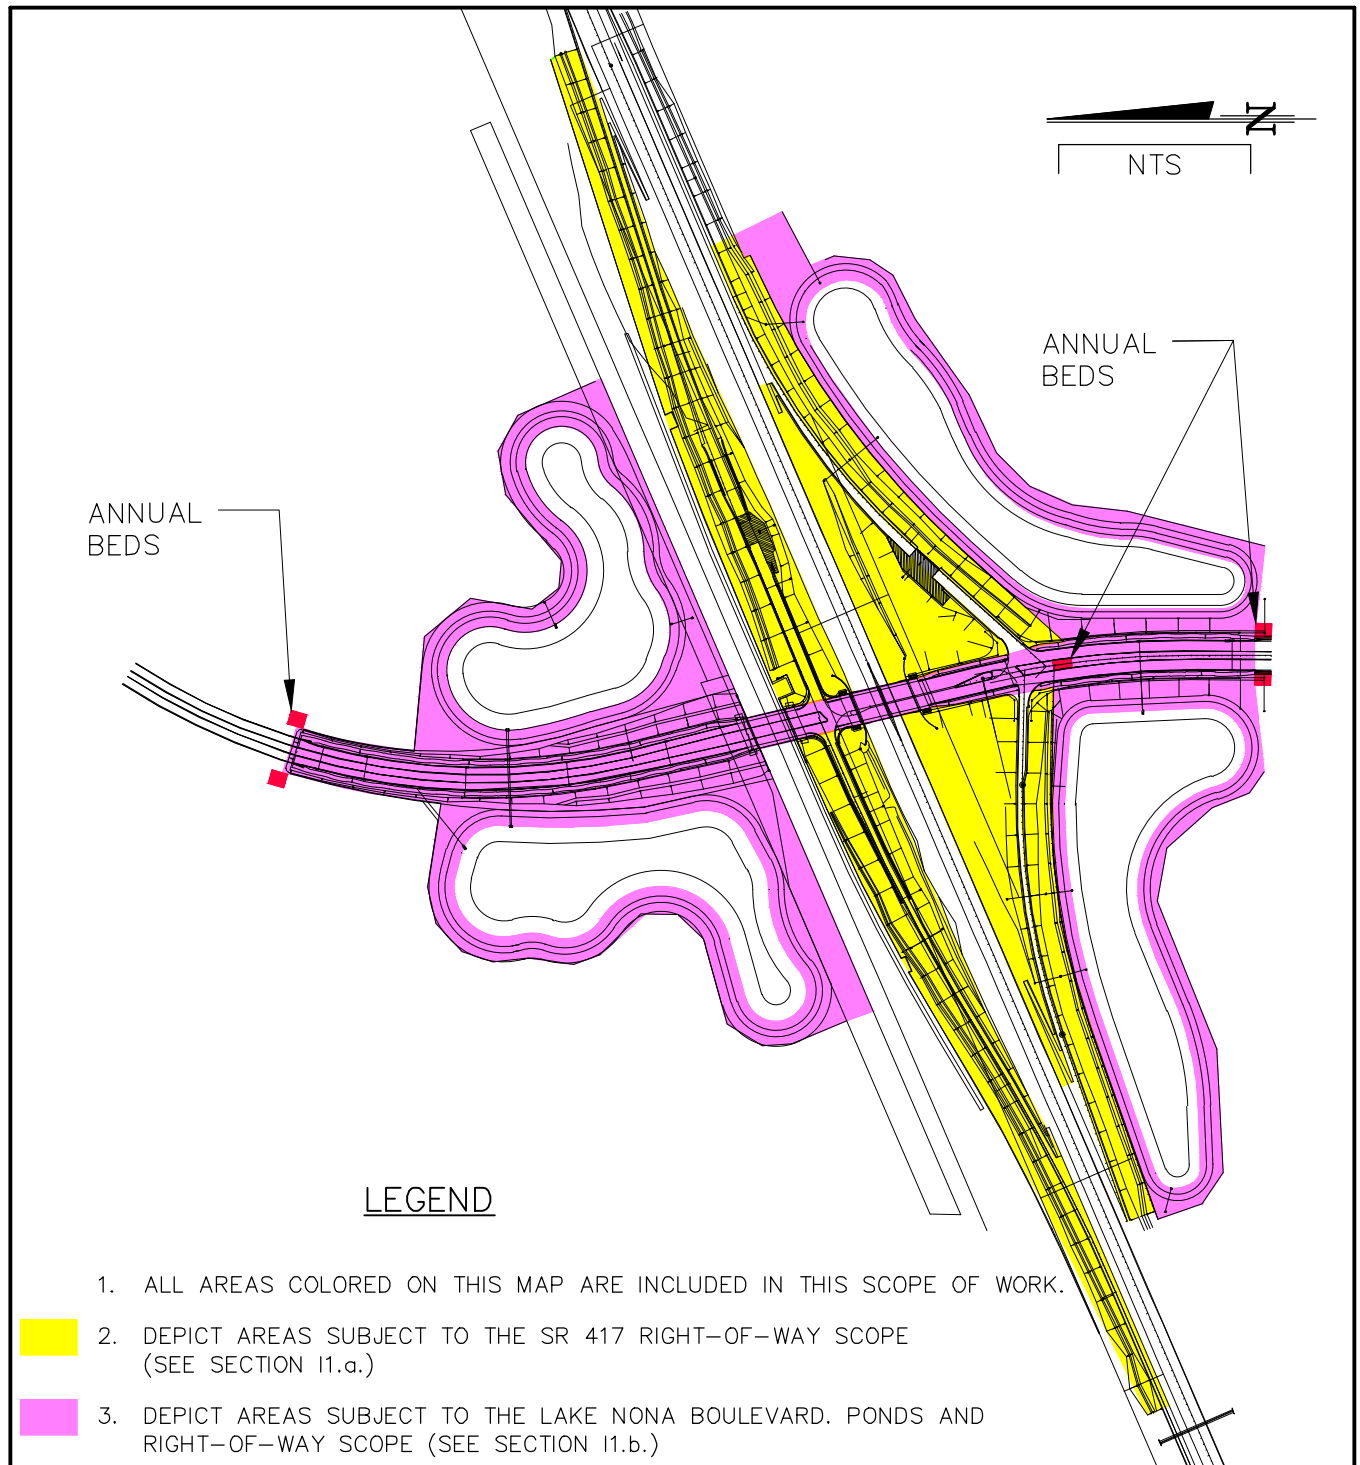 N
NTS
ANNUAL
BEDS
ANNUAL
BEDS
LEGEND
1. ALL AREAS COLORED ON THIS MAP ARE INCLUDED IN THIS SCOPE OF WORK.
2. DEPICT AREAS SUBJECT TO THE SR 417 RIGHT-OF-WAY SCOPE
(SEE SECTION I1.a.)
3. DEPICT AREAS SUBJECT TO THE LAKE NONA BOULEVARD. PONDS AND
RIGHT-OF-WAY SCOPE (SEE SECTION I1.b.)